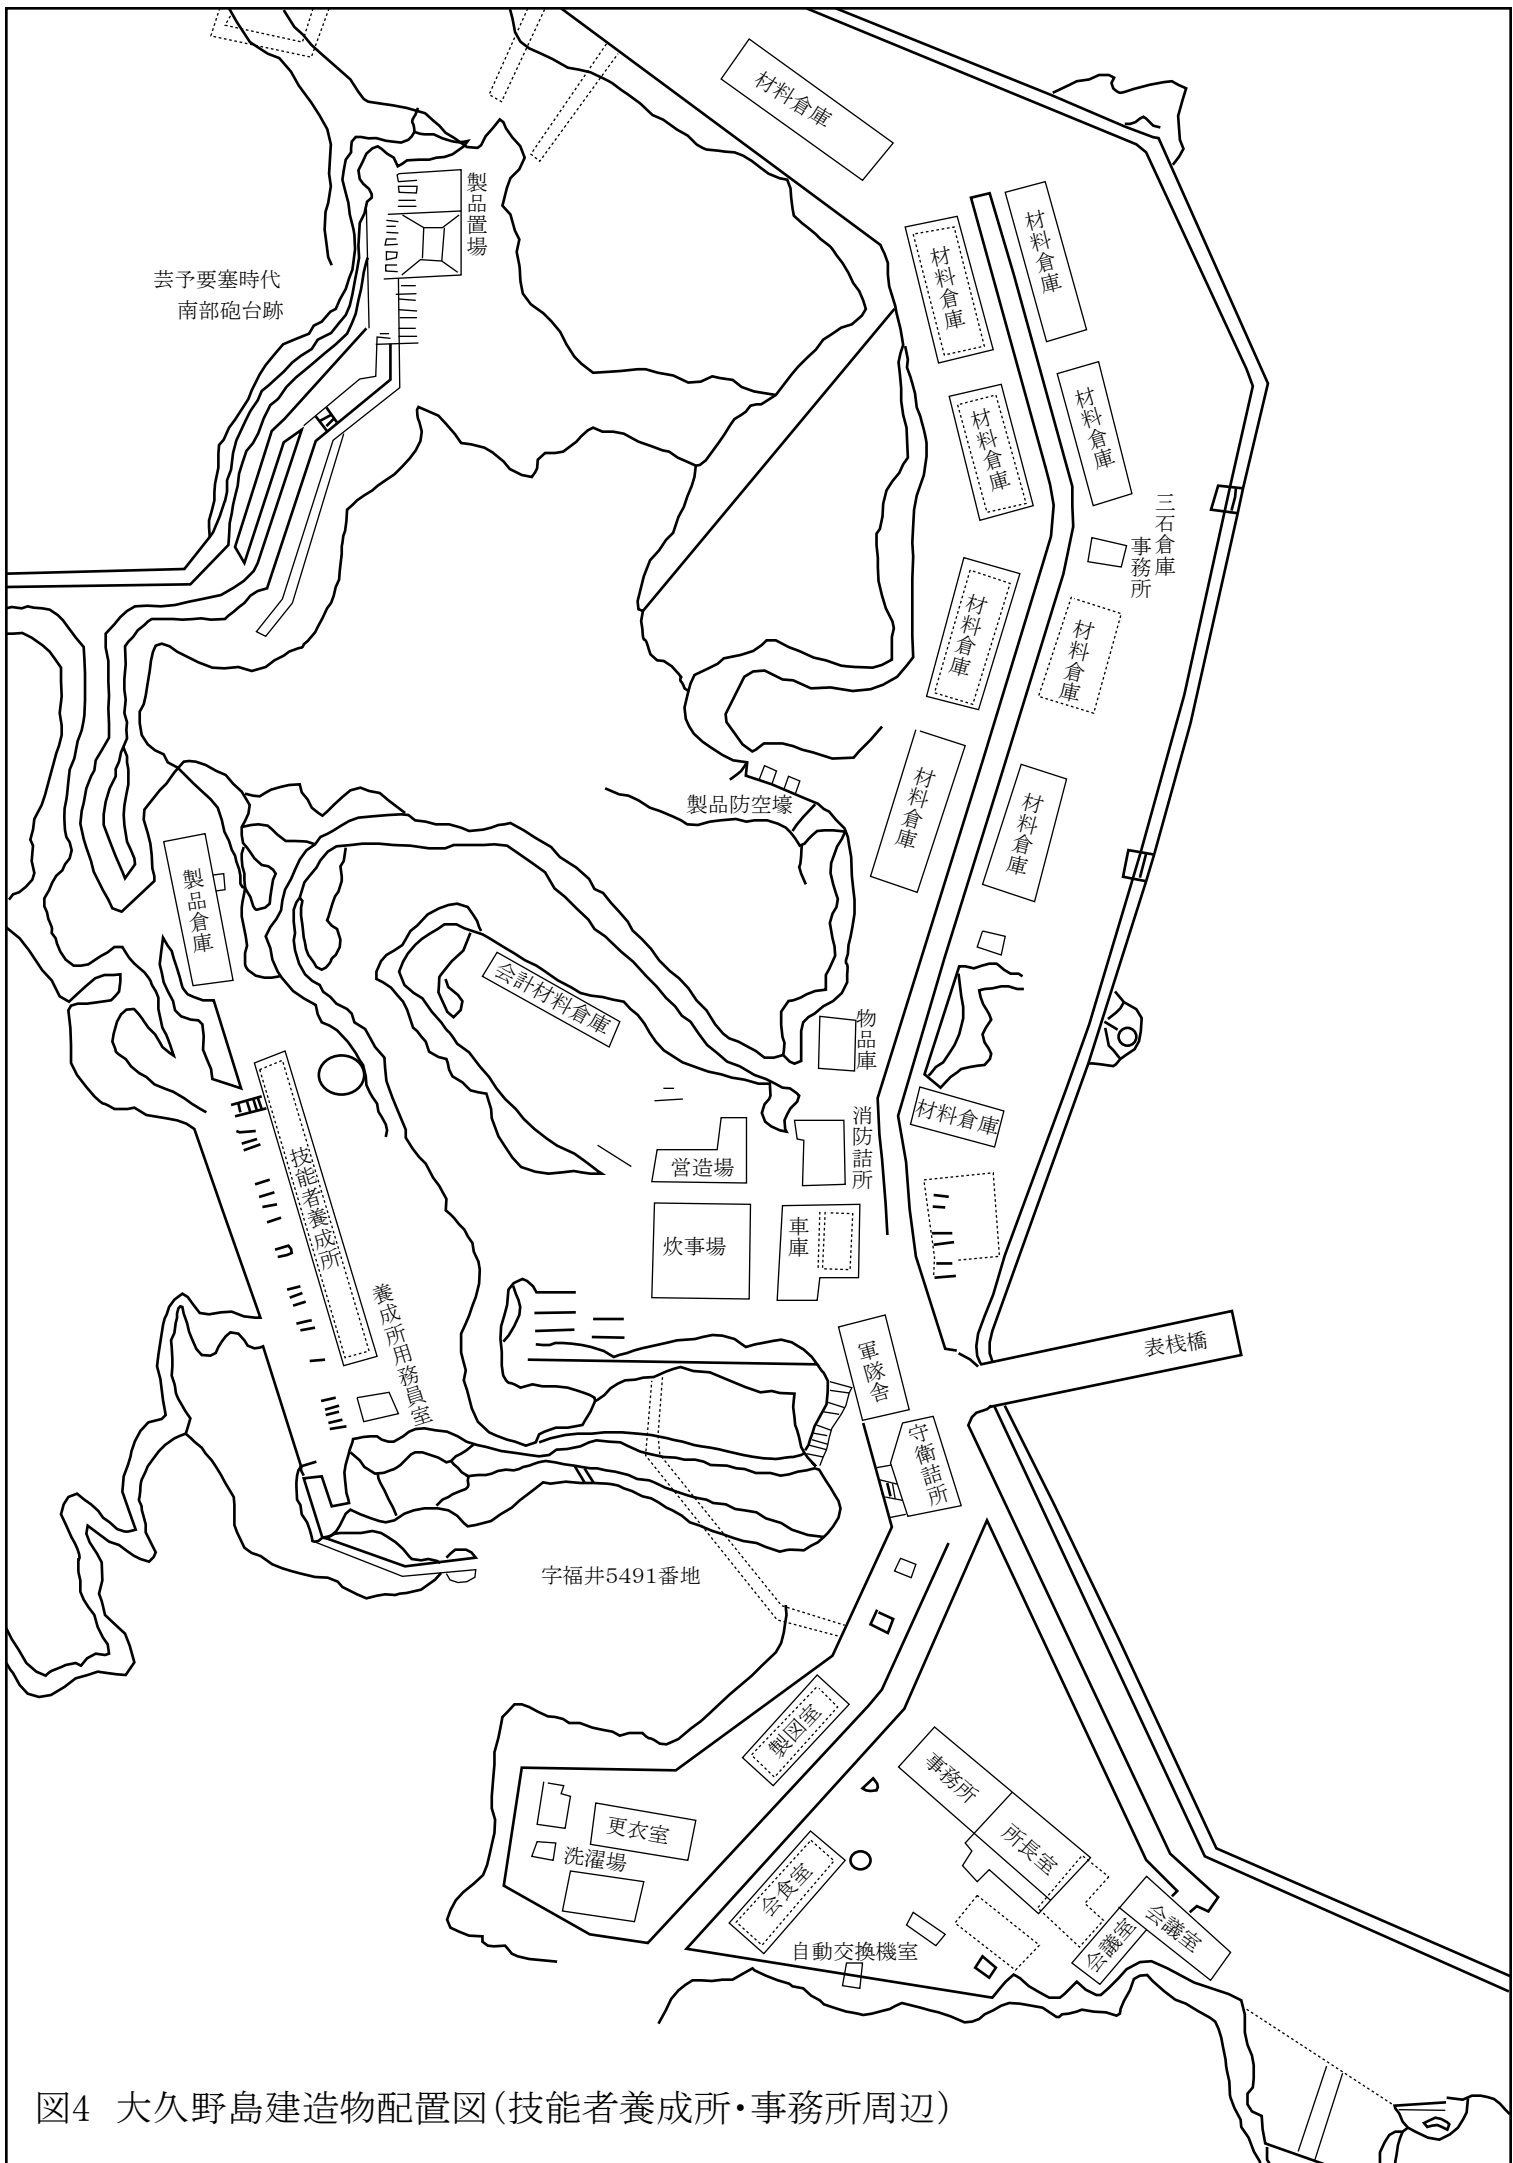 材料倉庫
製品置場
芸予要塞時代
南部砲台跡
材料倉庫
材料倉庫
材料倉庫
材料倉庫
三石倉庫
事務所
材料倉庫
材料倉庫
材料倉庫
材料倉庫
製品防空壕
製品倉庫
会計材料倉庫
物品庫
材料倉庫
消防詰所
営造場
技能者養成所
炊事場
車庫
養成所用務員室
軍隊舎
表桟橋
守衛詰所
字福井5491番地
製図室
事務所
所長室
更衣室
洗濯場
会食室
会議室
会議室
自動交換機室
図4 大久野島建造物配置図(技能者養成所・事務所周辺)